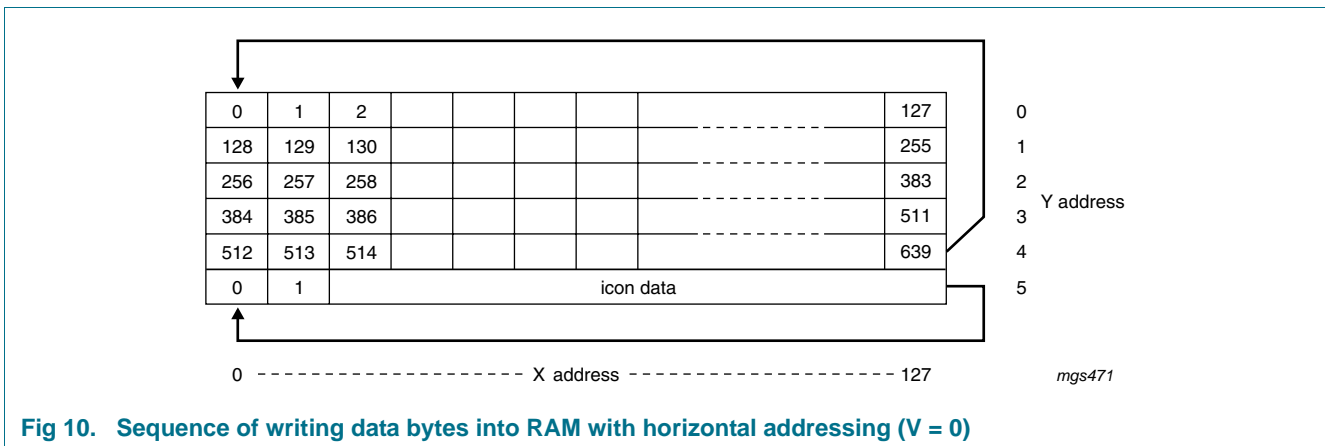 0 1 2 127 0
128 129 130 255 1
256 257 258 383 2
Y address
384 385 386 511 3
512 513 514 639 4
0 1 icon data 5
0 X address 127 mgs471
Fig 10. Sequence of writing data bytes into RAM with horizontal addressing (V = 0)